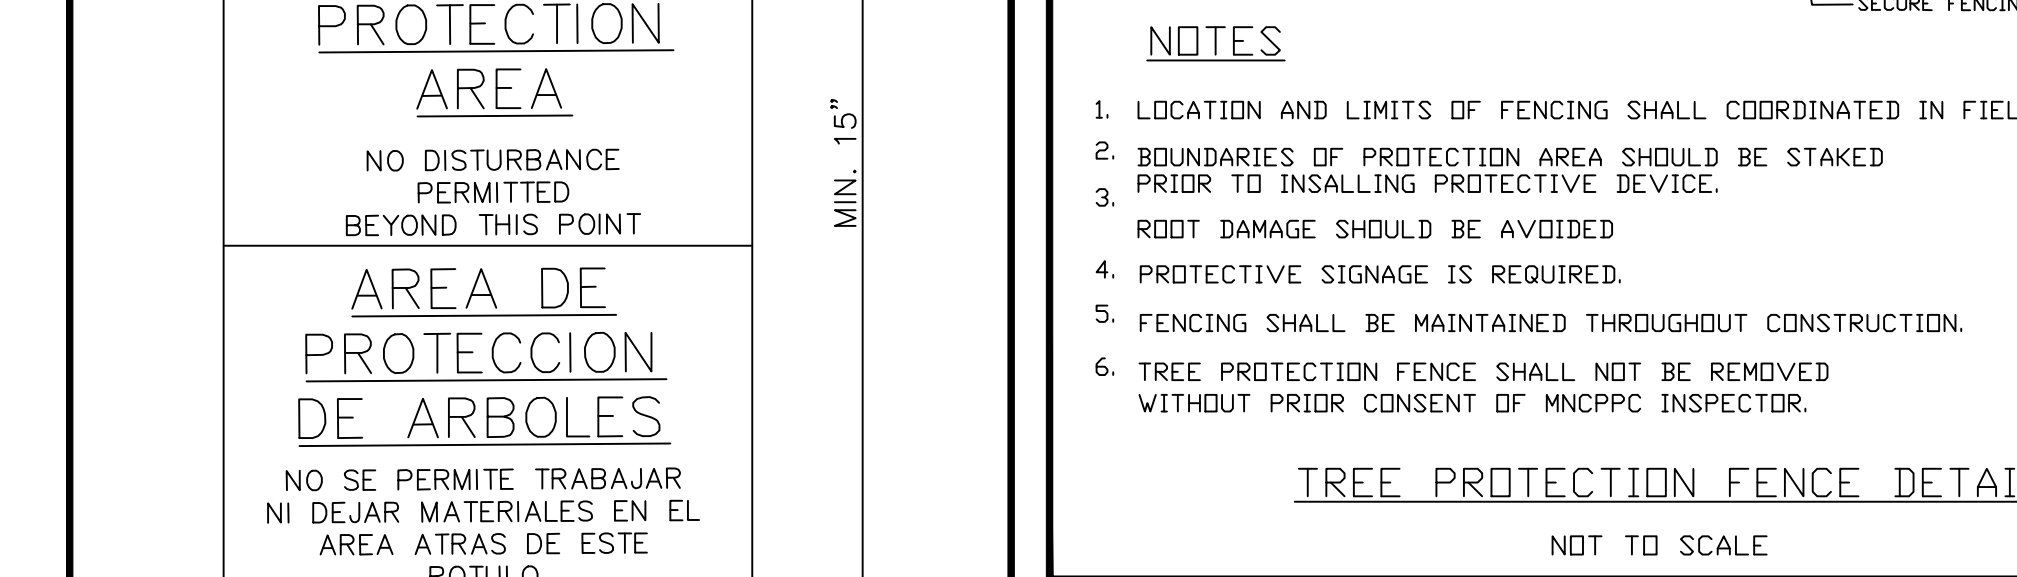 PROTECTION
AREA
NO DISTURBANCE
PERMITTED
BEYOND THIS POINT
AREA DE
PROTECCION
DE ARBOLES
NO SE PERMITE TRABAJAR
NI DEJAR MATERIALES EN EL
AREA ATRAS DE ESTE
ROTULO
MIN. 15"
SECURE FENCIN
NOTES
1. LOCATION AND LIMITS OF FENCING SHALL COORDINATED IN FIEL
2. BOUNDARIES OF PROTECTION AREA SHOULD BE STAKED
PRIOR TO INSALLING PROTECTIVE DEVICE.
3.
ROOT DAMAGE SHOULD BE AVOIDED
4. PROTECTIVE SIGNAGE IS REQUIRED.
5. FENCING SHALL BE MAINTAINED THROUGHOUT CONSTRUCTION.
6. TREE PROTECTION FENCE SHALL NOT BE REMOVED
WITHOUT PRIOR CONSENT OF MNCPPC INSPECTOR.
TREE PROTECTION FENCE DETAI
NOT TO SCALE